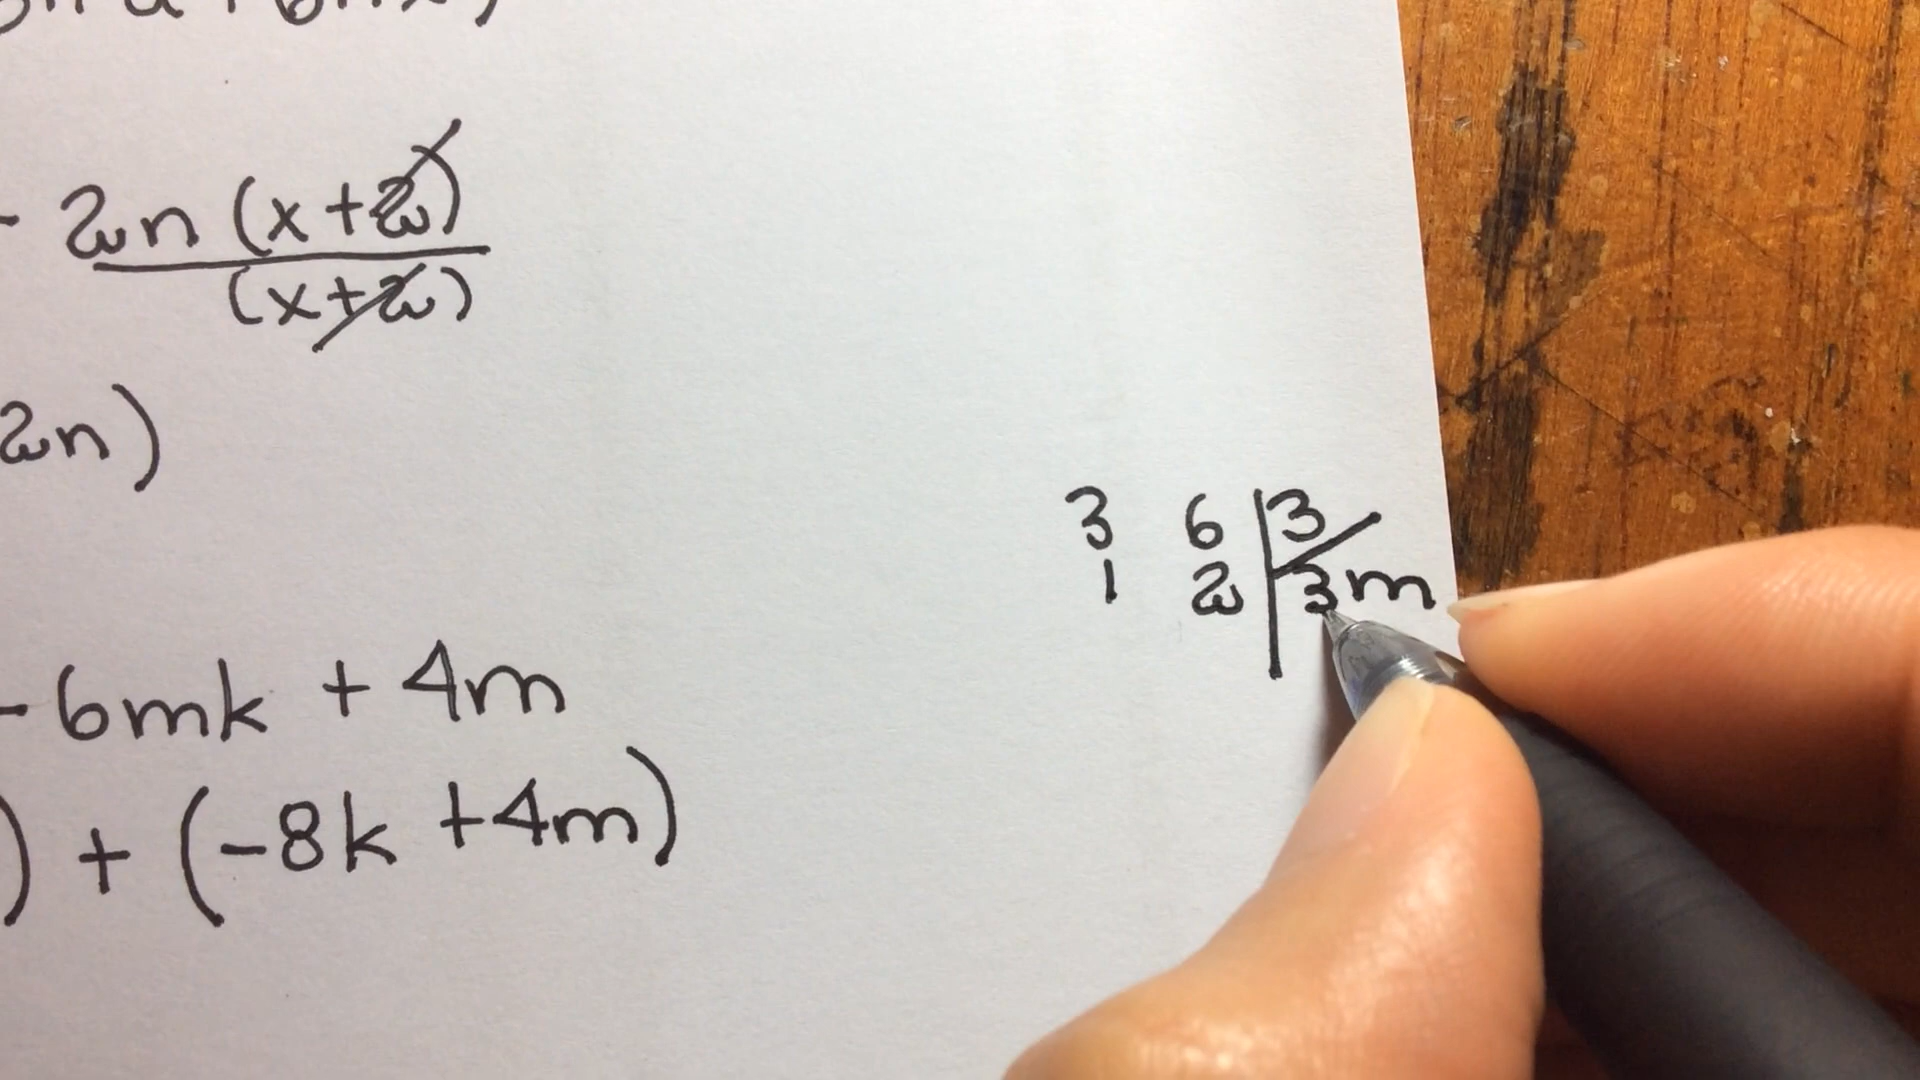 - 2n (x+2)
(x+2)
2n)
3 6 | 3
1 2 | 3m
-6mk + 4m
) + (-8k +4m)